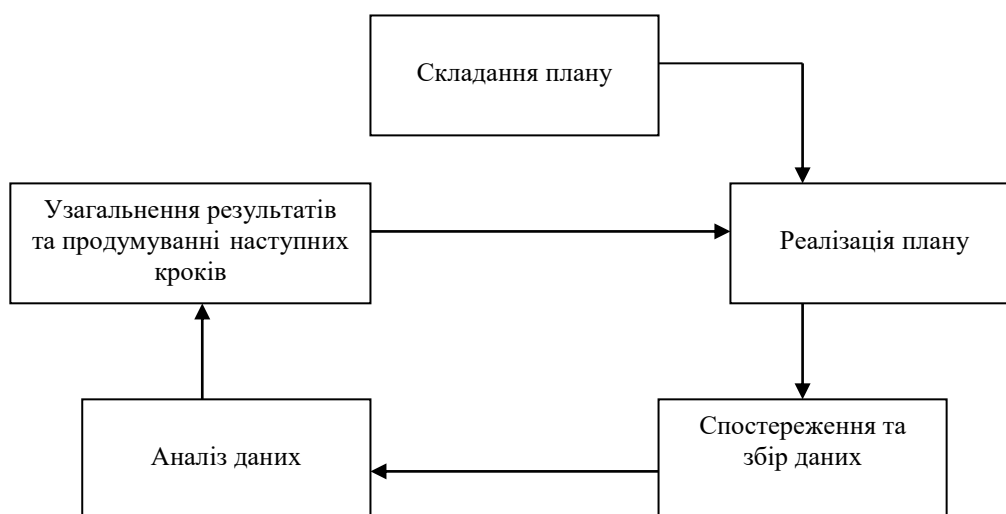 Складання плану
Узагальнення результатів
та продумуванні наступних
кроків
Реалізація плану
Аналіз даних
Спостереження та
збір даних